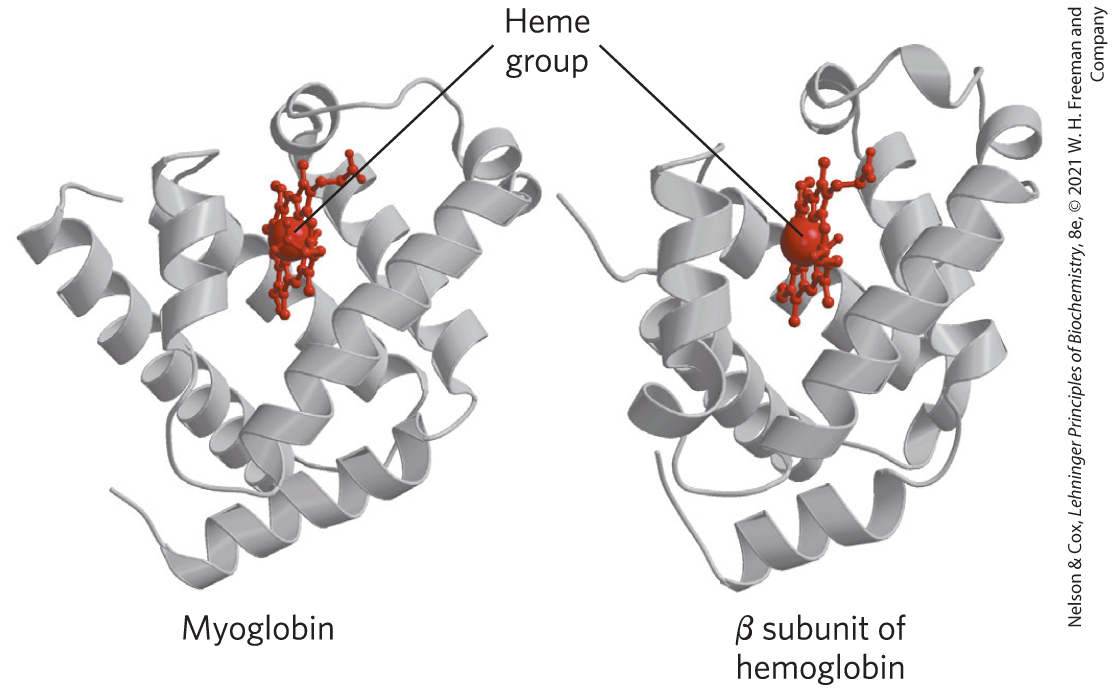 Heme
group
Myoglobin
β subunit of
hemoglobin
Nelson & Cox, Lehninger Principles of Biochemistry, 8e, © 2021 W. H. Freeman and
Company